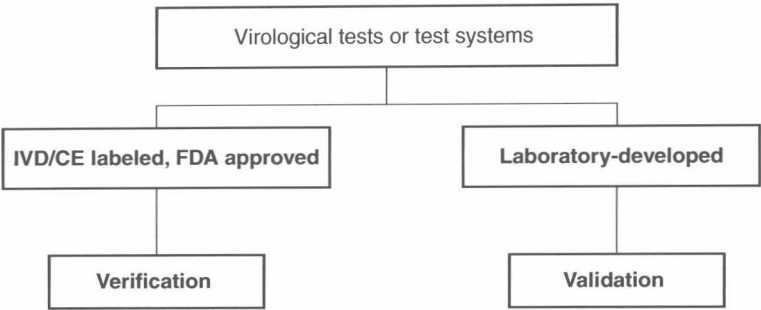 Virological tests or test systems
IVD/CE labeled, FDA approved
Laboratory-developed
Verification
Validation